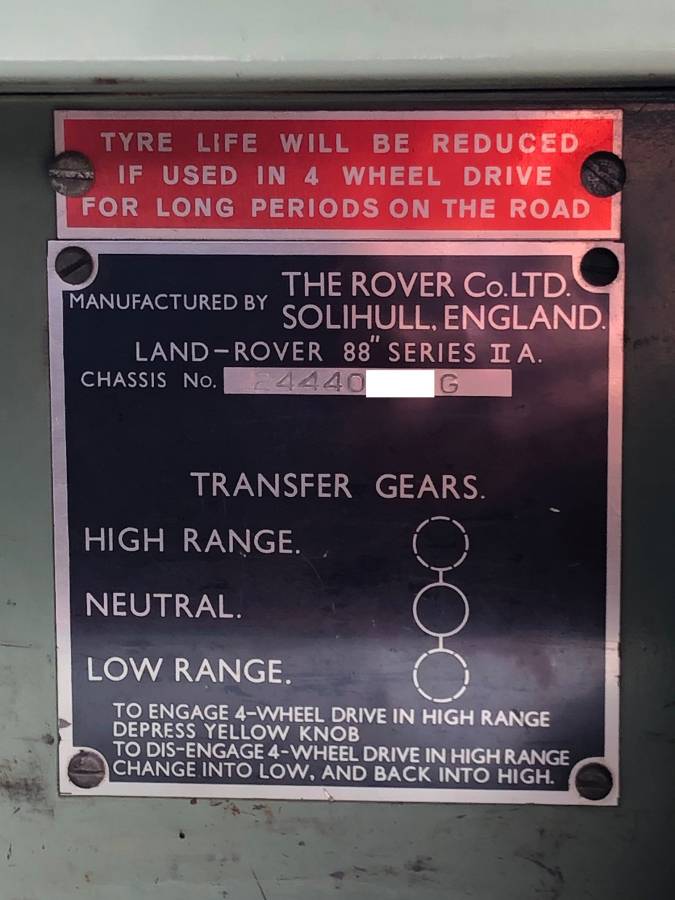 TYRE LIFE WILL BE REDUCED
IF USED IN 4 WHEEL DRIVE
FOR LONG PERIODS ON THE ROAD
MANUFACTURED BY THE ROVER Co.LTD.
SOLIHULL, ENGLAND.
LAND-ROVER 88" SERIES II A.
CHASSIS No. 24440 G
TRANSFER GEARS.
HIGH RANGE.
NEUTRAL.
LOW RANGE.
TO ENGAGE 4-WHEEL DRIVE IN HIGH RANGE
DEPRESS YELLOW KNOB
TO DIS-ENGAGE 4-WHEEL DRIVE IN HIGH RANGE
CHANGE INTO LOW, AND BACK INTO HIGH.